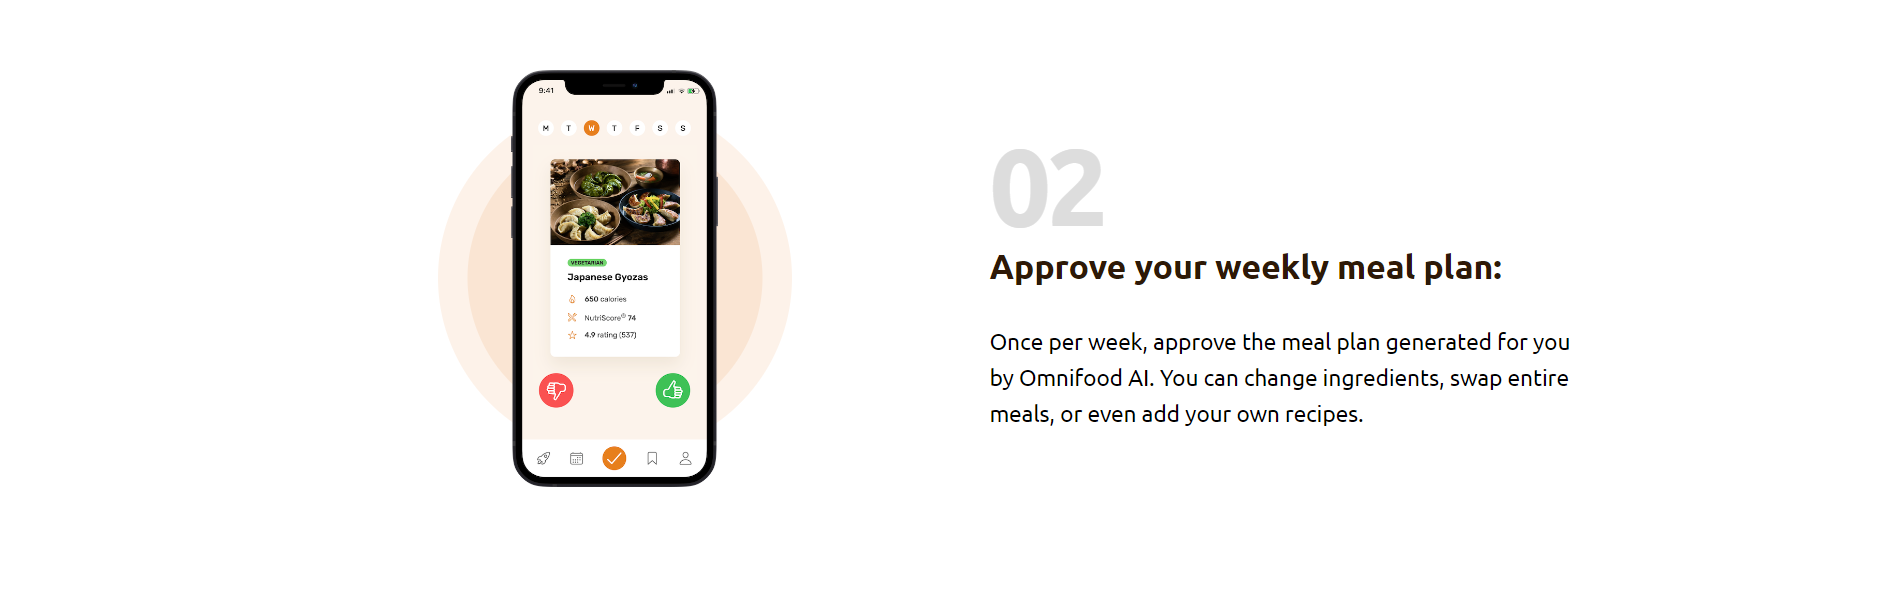 9:41
M T W T F S S
VEGETARIAN
Japanese Gyozas
650 calories
NutriScore® 74
4.9 rating (537)
02
Approve your weekly meal plan:
Once per week, approve the meal plan generated for you
by Omnifood AI. You can change ingredients, swap entire
meals, or even add your own recipes.